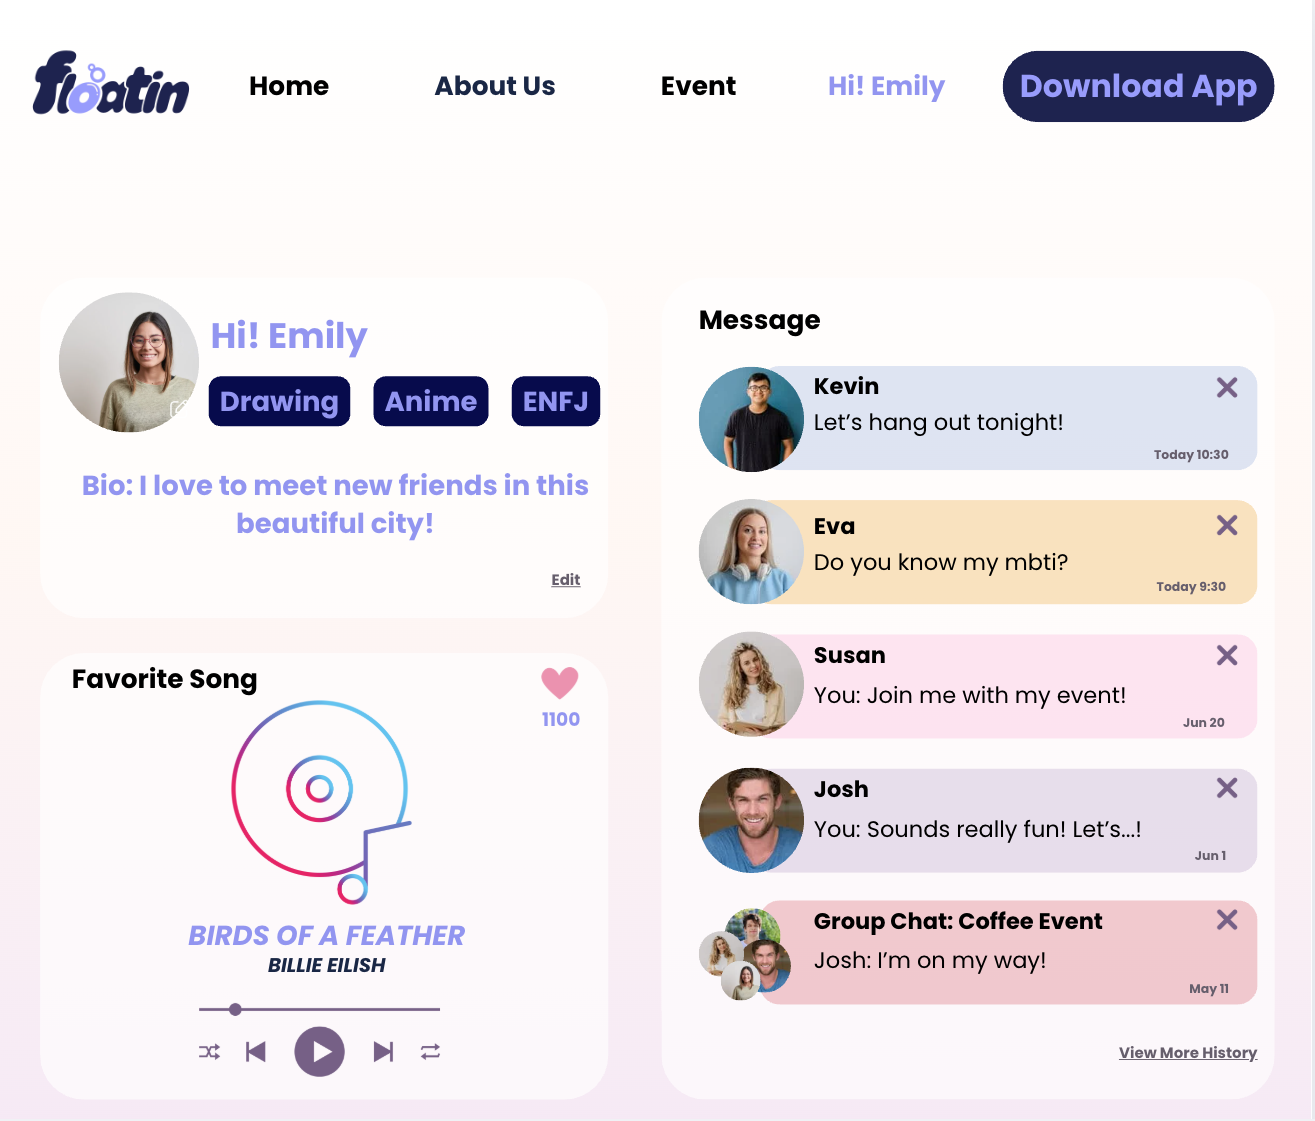 floatin
Home
About Us
Event
Hi! Emily
Download App
Hi! Emily
Drawing
Anime
ENFJ
Bio: I love to meet new friends in this
beautiful city!
Edit
Favorite Song
1100
BIRDS OF A FEATHER
BILLIE EILISH
Message
Kevin
Let’s hang out tonight!
Today 10:30
Eva
Do you know my mbti?
Today 9:30
Susan
You: Join me with my event!
Jun 20
Josh
You: Sounds really fun! Let’s...!
Jun 1
Group Chat: Coffee Event
Josh: I’m on my way!
May 11
View More History